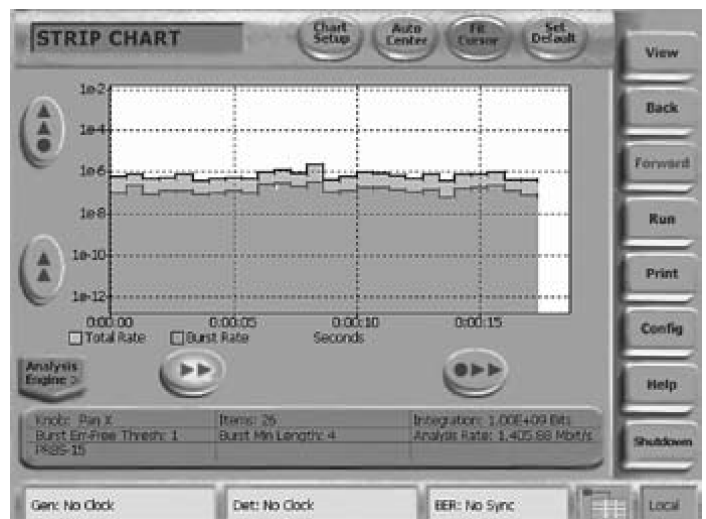 STRIP CHART
Chart Setup
Auto Center
Fit Cursor
Set Default
View
Back
Forward
Run
Print
Config
Help
Shutdown
1e-2
1e-4
1e-6
1e-8
1e-10
1e-12
0:00:00
0:00:05
0:00:10
0:00:15
Total Rate
Burst Rate
Seconds
Analysis Engine >
Knob: Pan X
Items: 26
Integration: 1.00E+09 Bits
Burst Err-Free Thresh: 1
Burst Min Length: 4
Analysis Rate: 1,405.88 Mbit/s
PRBS-15
Gen: No Clock
Det: No Clock
BER: No Sync
Local